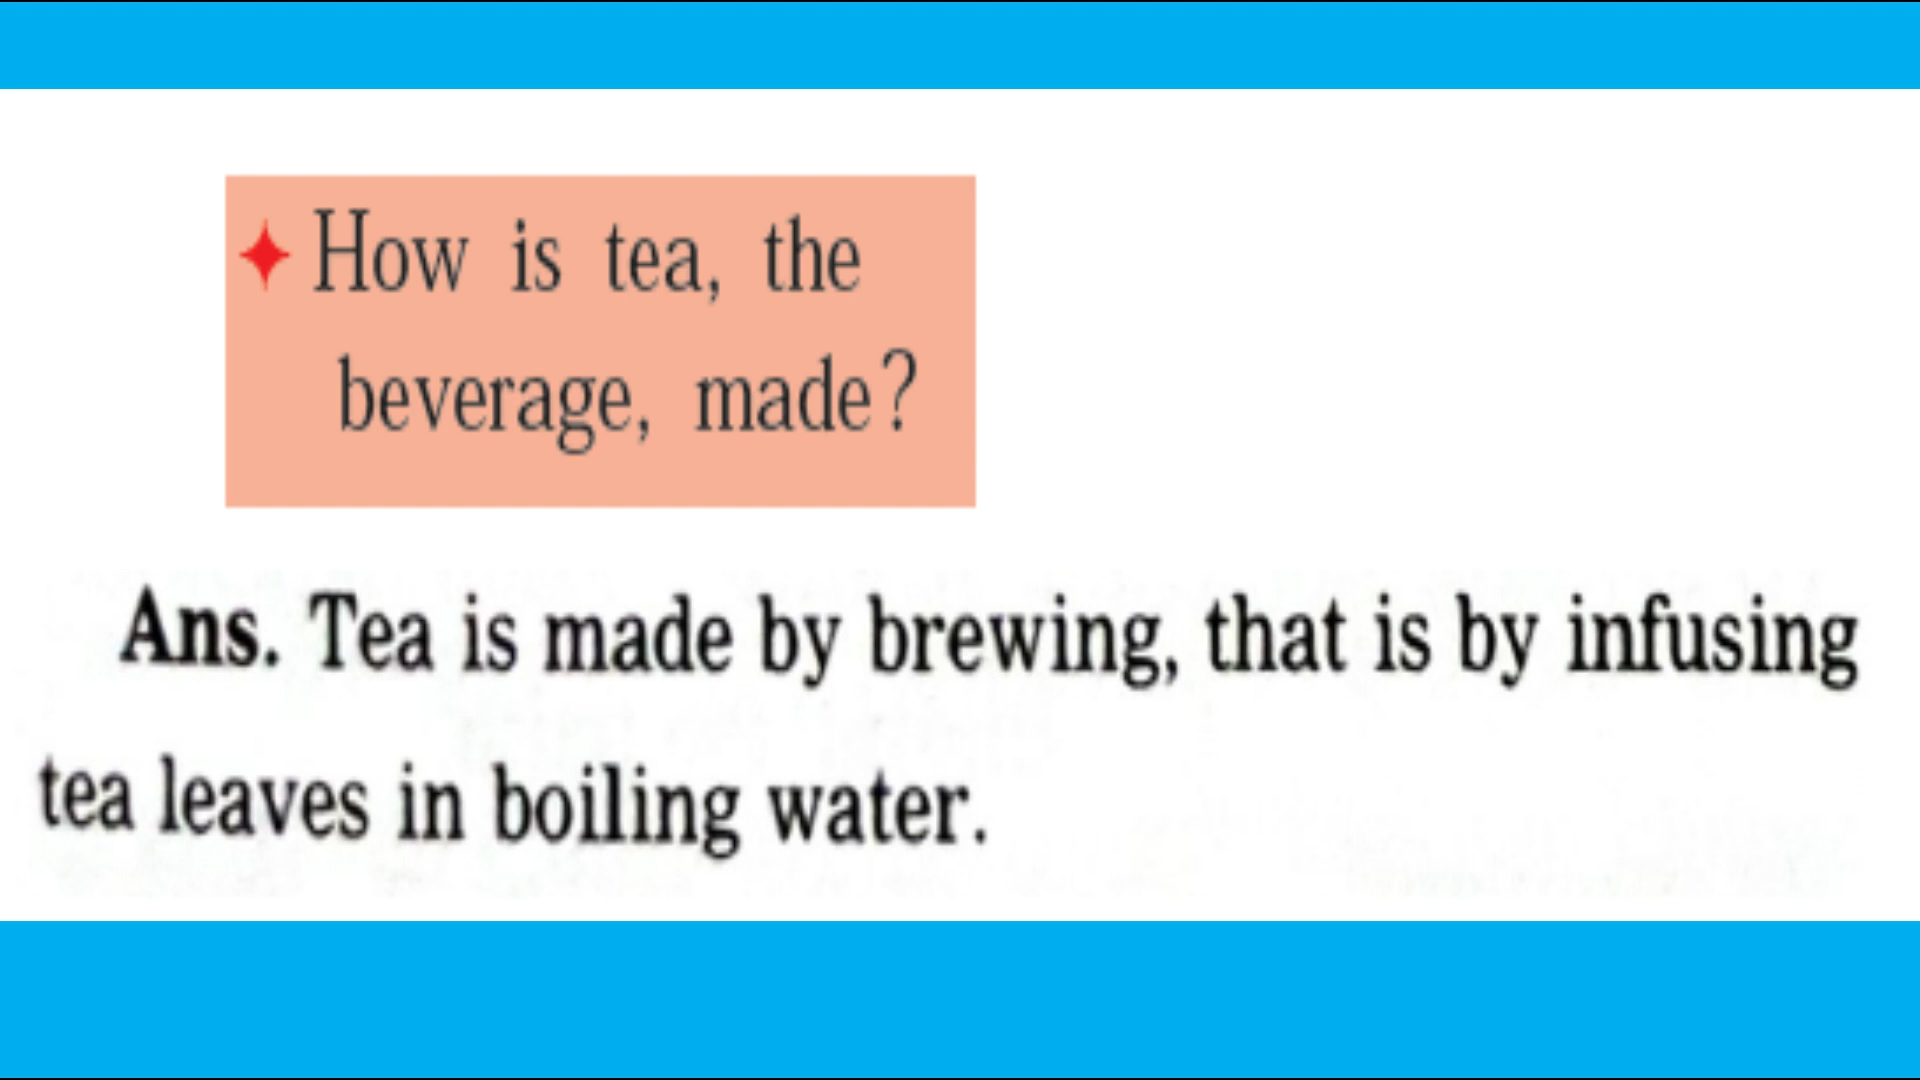 How is tea, the
beverage, made?
Ans. Tea is made by brewing, that is by infusing
tea leaves in boiling water.